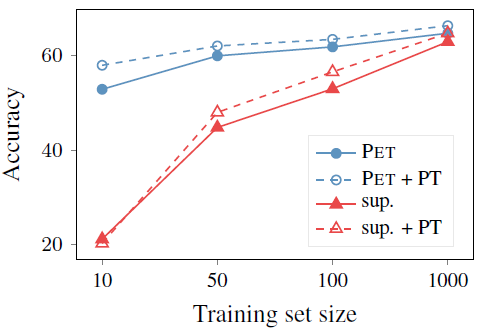 60
40
20
Accuracy
PET
PET + PT
sup.
sup. + PT
10 50 100 1000
Training set size